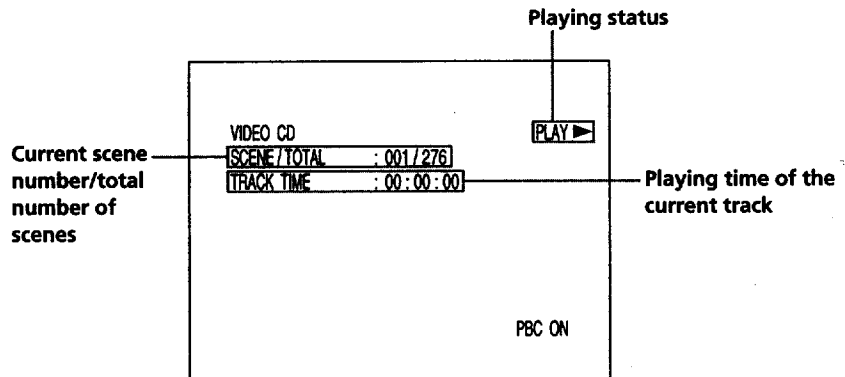 Playing status
VIDEO CD
PLAY ►
Current scene
number/total
number of
scenes
SCENE/TOTAL : 001/276
TRACK TIME : 00:00:00
Playing time of the
current track
PBC ON